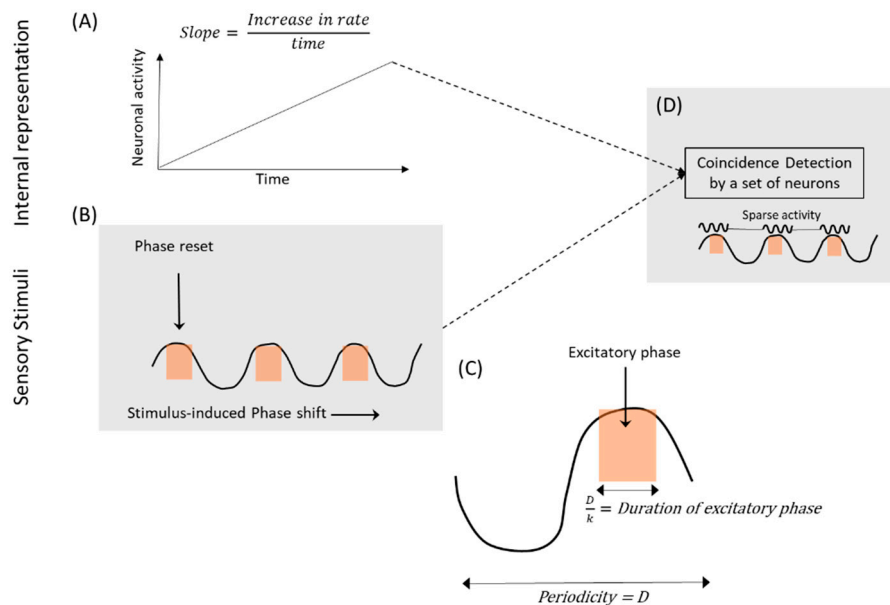 Internal representation
Sensory Stimuli
(A)
Slope = Increase in rate / time
Neuronal activity
Time
(B)
Phase reset
Stimulus-induced Phase shift
(C)
Excitatory phase
D/k = Duration of excitatory phase
Periodicity = D
(D)
Coincidence Detection
by a set of neurons
Sparse activity